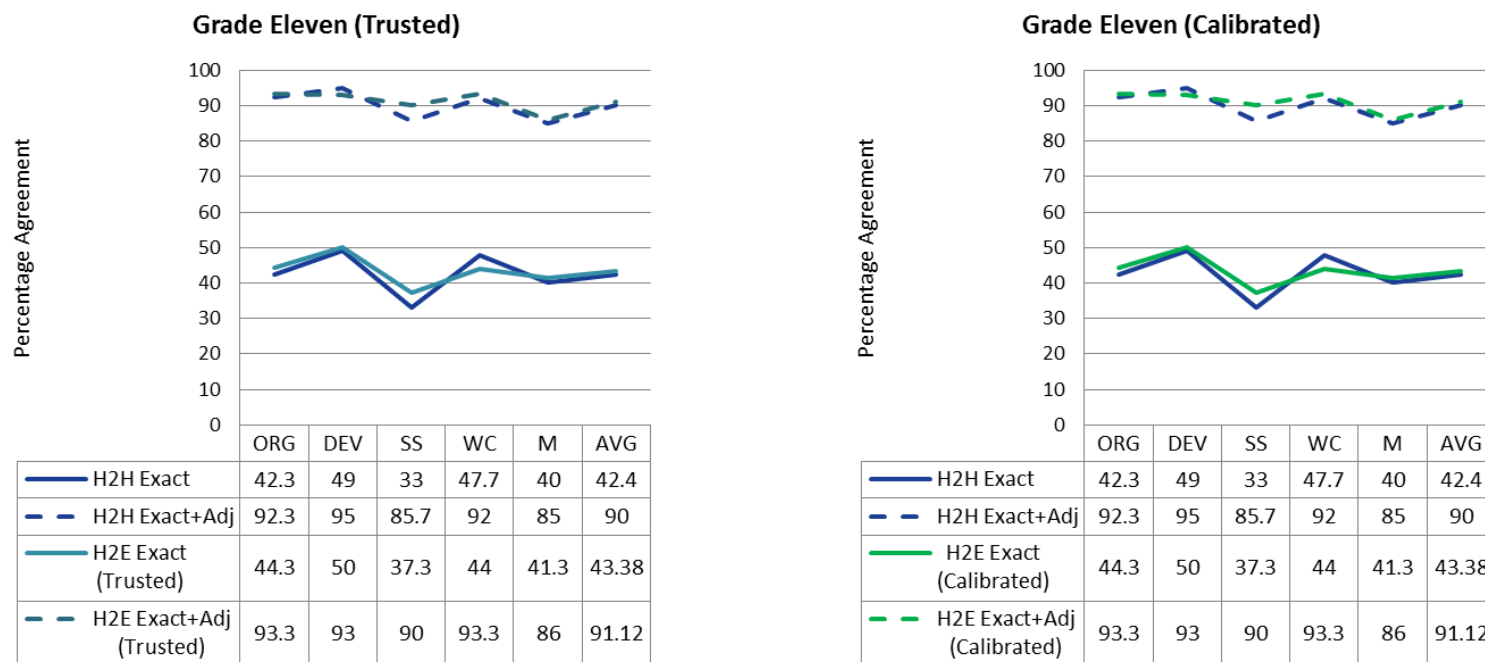 Grade Eleven (Trusted)
Percentage Agreement
100
90
80
70
60
50
40
30
20
10
0
ORG DEV SS WC M AVG
H2H Exact 42.3 49 33 47.7 40 42.4
H2H Exact+Adj 92.3 95 85.7 92 85 90
H2E Exact
(Trusted) 44.3 50 37.3 44 41.3 43.38
H2E Exact+Adj
(Trusted) 93.3 93 90 93.3 86 91.12
Grade Eleven (Calibrated)
Percentage Agreement
100
90
80
70
60
50
40
30
20
10
0
ORG DEV SS WC M AVG
H2H Exact 42.3 49 33 47.7 40 42.4
H2H Exact+Adj 92.3 95 85.7 92 85 90
H2E Exact
(Calibrated) 44.3 50 37.3 44 41.3 43.38
H2E Exact+Adj
(Calibrated) 93.3 93 90 93.3 86 91.12